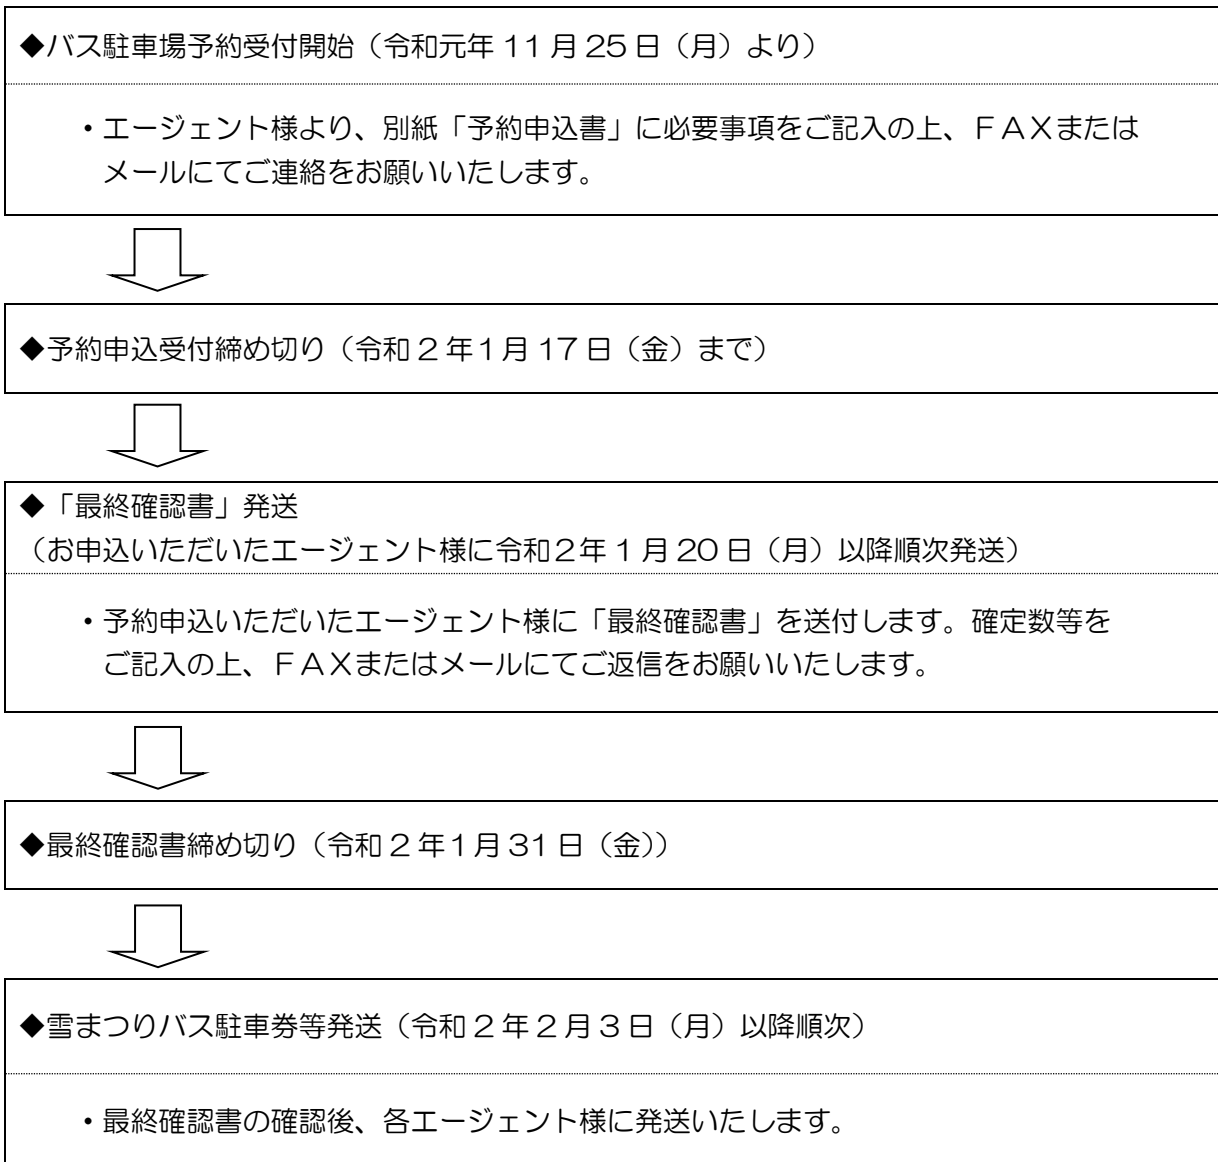 ◆バス駐車場予約受付開始（令和元年 11 月 25 日（月）より）
・エージェント様より、別紙「予約申込書」に必要事項をご記入の上、ＦＡＸまたは
メールにてご連絡をお願いいたします。
◆予約申込受付締め切り（令和 2 年１月 17 日（金）まで）
◆「最終確認書」発送
（お申込いただいたエージェント様に令和２年 1 月 20 日（月）以降順次発送）
・予約申込いただいたエージェント様に「最終確認書」を送付します。確定数等を
ご記入の上、ＦＡＸまたはメールにてご返信をお願いいたします。
◆最終確認書締め切り（令和 2 年１月 31 日（金））
◆雪まつりバス駐車券等発送（令和 2 年 2 月 3 日（月）以降順次）
・最終確認書の確認後、各エージェント様に発送いたします。